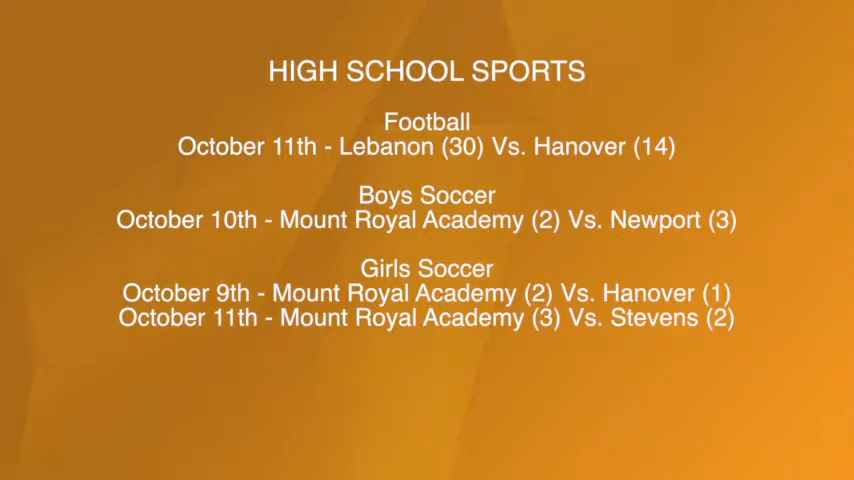 HIGH SCHOOL SPORTS
Football
October 11th - Lebanon (30) Vs. Hanover (14)
Boys Soccer
October 10th - Mount Royal Academy (2) Vs. Newport (3)
Girls Soccer
October 9th - Mount Royal Academy (2) Vs. Hanover (1)
October 11th - Mount Royal Academy (3) Vs. Stevens (2)